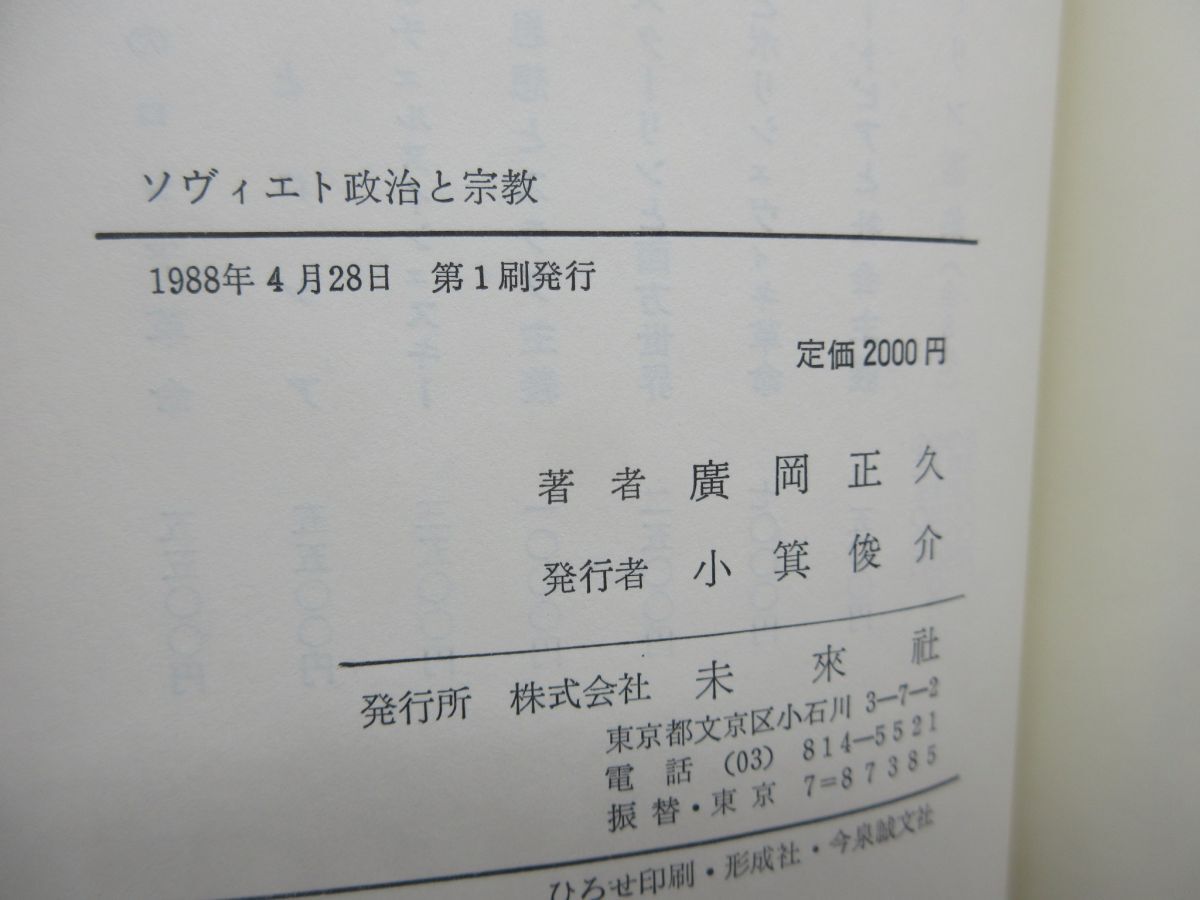 ソヴィエト政治と宗教
1988年4月28日 第1刷発行
定価2000円
著者 廣岡正久
発行者 小箕俊介
発行所 株式会社 未來社
東京都文京区小石川3-7-2
電話 (03) 814-5521
振替・東京 7=87385
ひろせ印刷・形成社・今泉誠文社